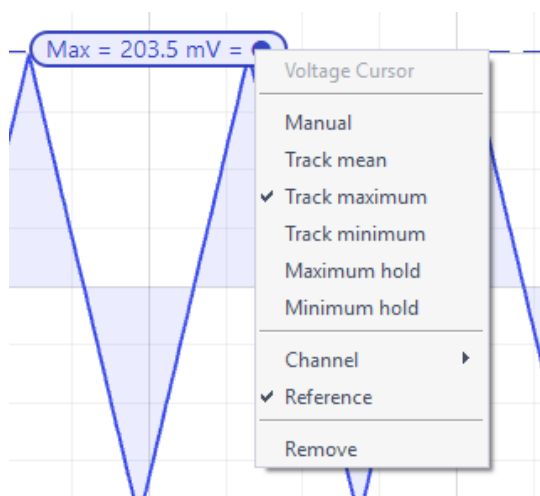 Max = 203.5 mV =
Voltage Cursor
Manual
Track mean
Track maximum
Track minimum
Maximum hold
Minimum hold
Channel
Reference
Remove